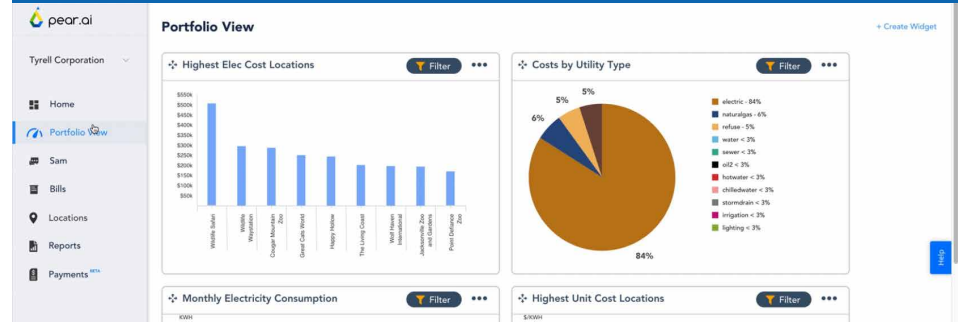 pear.ai
Portfolio View
+ Create Widget
Tyrell Corporation
Home
Portfolio View
Sam
Bills
Locations
Reports
Payments BETA
Highest Elec Cost Locations
Filter
$550k
$500k
$450k
$400k
$350k
$300k
$250k
$200k
$150k
$100k
$50k
Wildlife Safari
Wildlife
Waystation
Cougar Mountain
Zoo
Great Cats World
Happy Hollow
The Living Coast
Wolf Haven
International
Jacksonville Zoo
and Gardens
Point Defiance
Zoo
Costs by Utility Type
Filter
5%
5%
6%
84%
electric - 84%
naturalgas - 6%
refuse - 5%
water < 3%
sewer < 3%
oil2 < 3%
hotwater < 3%
chilledwater < 3%
stormdrain < 3%
irrigation < 3%
lighting < 3%
Help
Monthly Electricity Consumption
Filter
KWH
Highest Unit Cost Locations
Filter
$/KWH